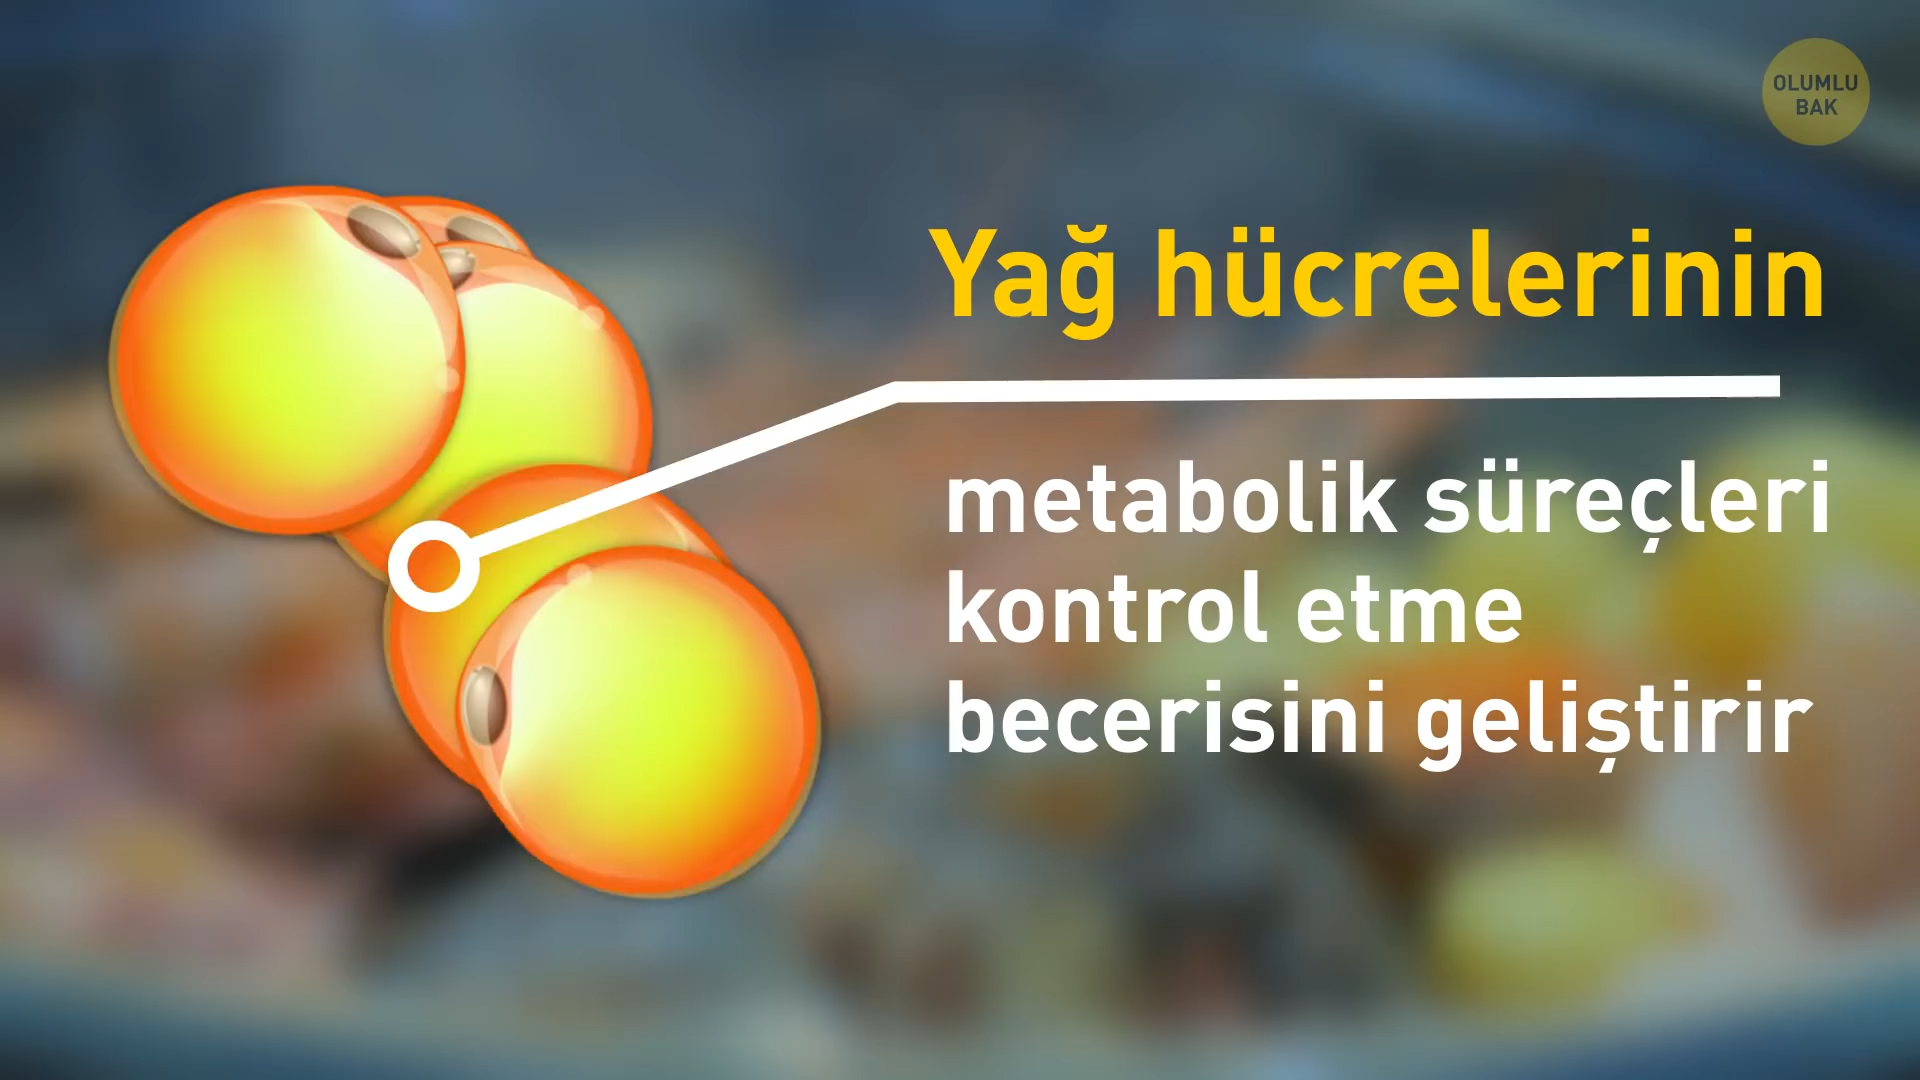 OLUMLU
BAK
Yağ hücrelerinin
metabolik süreçleri
kontrol etme
becerisini geliştirir